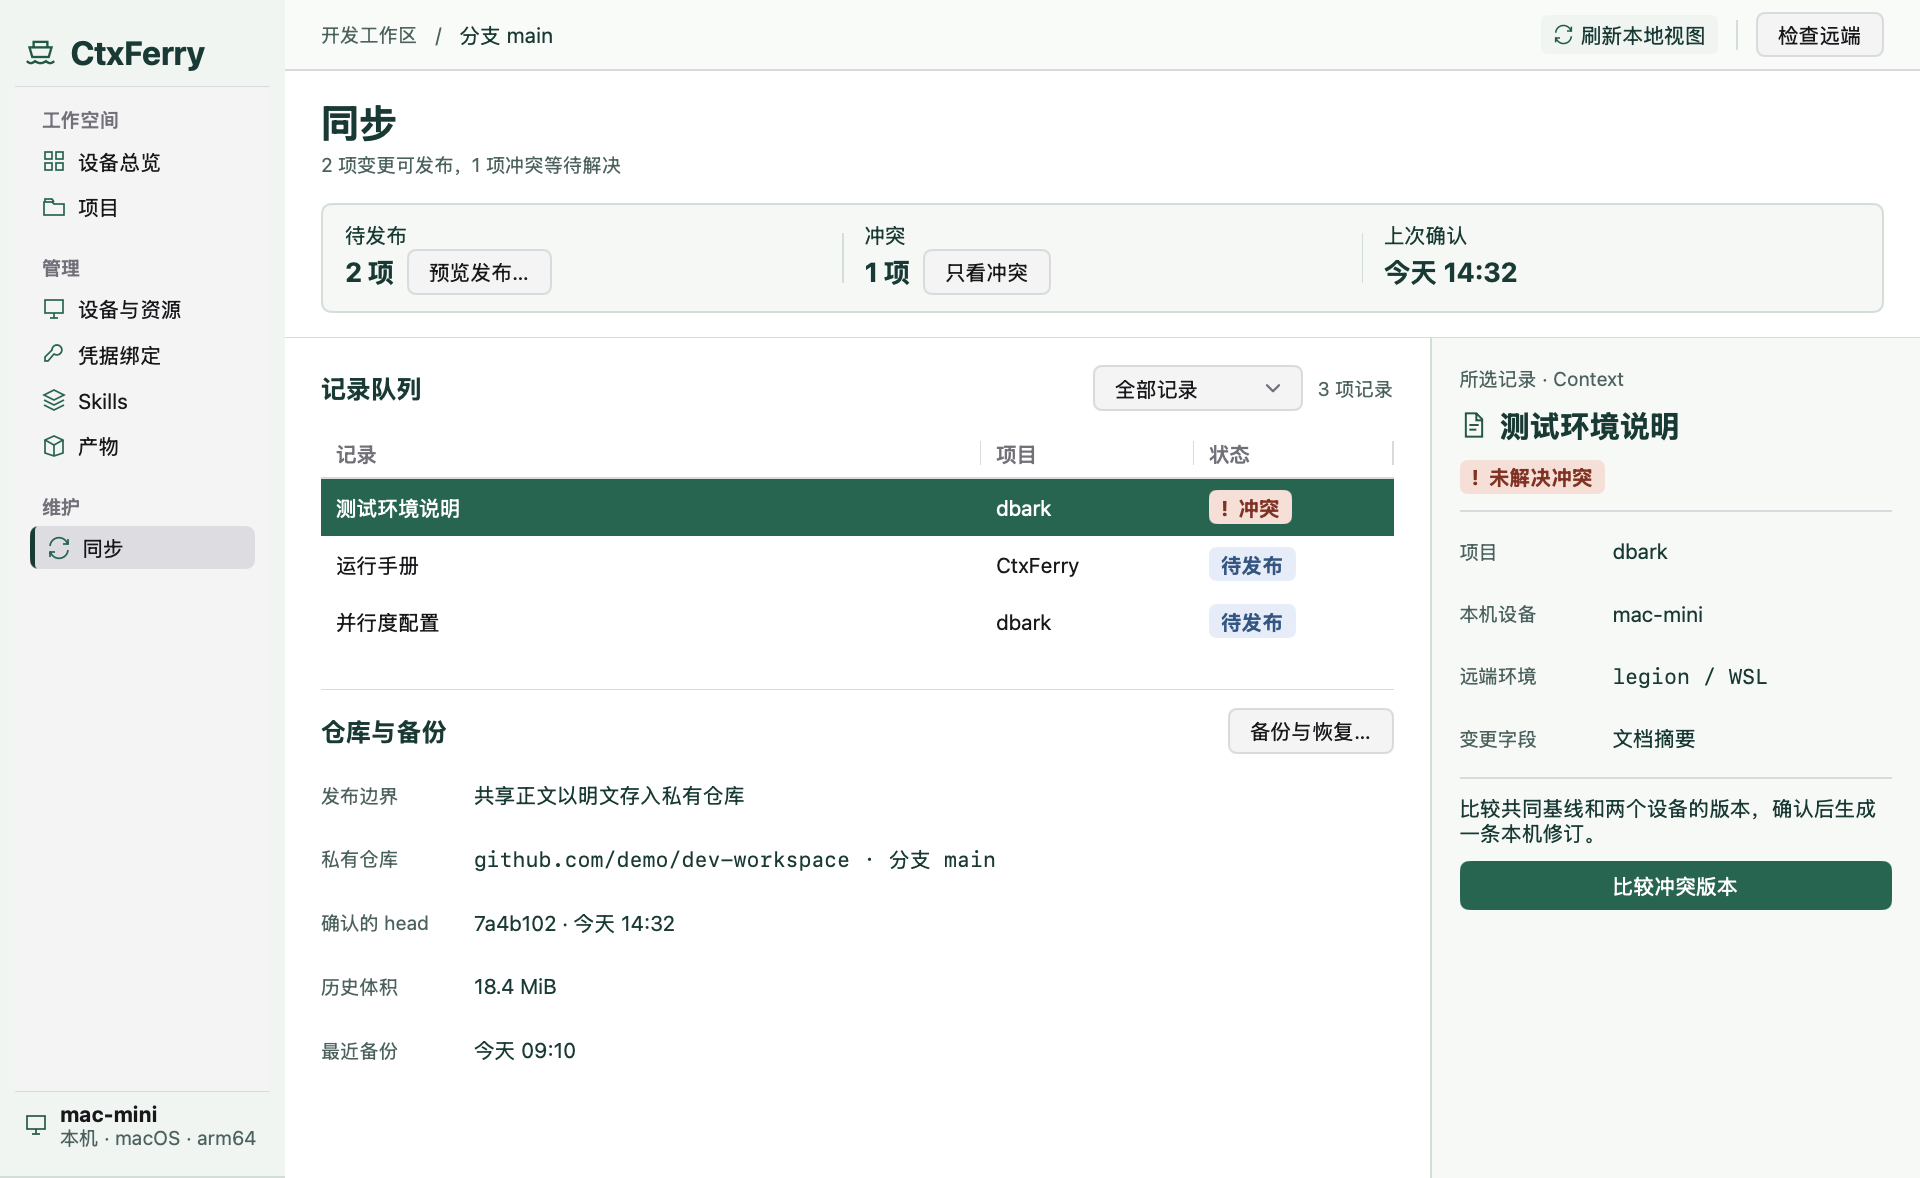 CtxFerry
工作空间
设备总览
项目
管理
设备与资源
凭据绑定
Skills
产物
维护
同步
mac-mini
本机 · macOS · arm64
开发工作区 / 分支 main
刷新本地视图
检查远端
同步
2 项变更可发布，1 项冲突等待解决
待发布
2 项 预览发布...
冲突
1 项 只看冲突
上次确认
今天 14:32
记录队列
全部记录
3 项记录
记录 项目 状态
测试环境说明 dbark ! 冲突
运行手册 CtxFerry 待发布
并行度配置 dbark 待发布
仓库与备份
备份与恢复...
发布边界 共享正文以明文存入私有仓库
私有仓库 github.com/demo/dev-workspace · 分支 main
确认的 head 7a4b102 · 今天 14:32
历史体积 18.4 MiB
最近备份 今天 09:10
所选记录 · Context
测试环境说明
! 未解决冲突
项目 dbark
本机设备 mac-mini
远端环境 legion / WSL
变更字段 文档摘要
比较共同基线和两个设备的版本，确认后生成
一条本机修订。
比较冲突版本